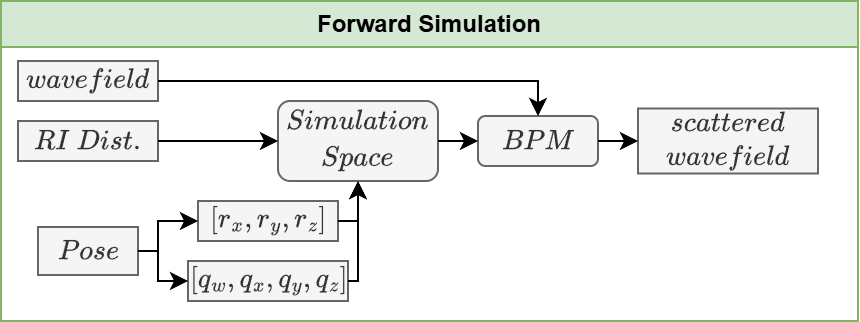 Forward Simulation
wavefield
RI Dist.
Simulation
Space
BPM
scattered
wavefield
Pose
[r_x, r_y, r_z]
[q_w, q_x, q_y, q_z]